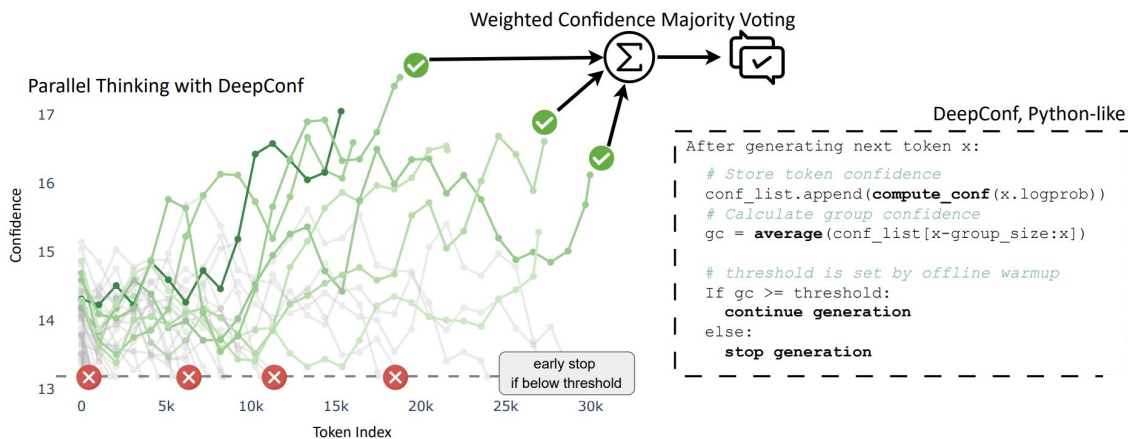 Weighted Confidence Majority Voting
Parallel Thinking with DeepConf
Confidence
17
16
15
14
13
0
5k
10k
15k
20k
25k
30k
Token Index
early stop
if below threshold
Σ
DeepConf, Python-like
After generating next token x:
# Store token confidence
conf_list.append(compute_conf(x.logprob))
# Calculate group confidence
gc = average(conf_list[x-group_size:x])
# threshold is set by offline warmup
If gc >= threshold:
continue generation
else:
stop generation